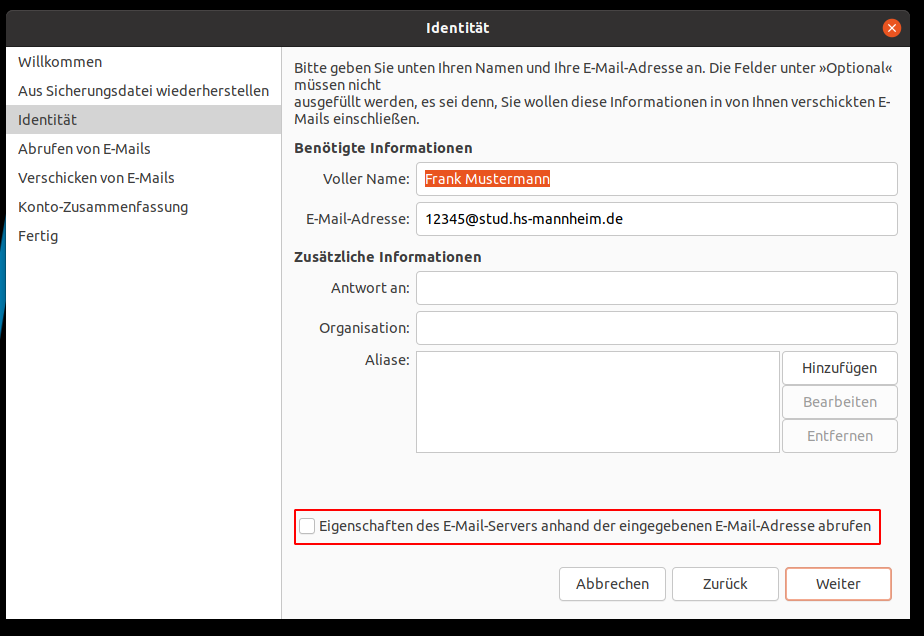 Identität
Willkommen
Aus Sicherungsdatei wiederherstellen
Identität
Abrufen von E-Mails
Verschicken von E-Mails
Konto-Zusammenfassung
Fertig
Bitte geben Sie unten Ihren Namen und Ihre E-Mail-Adresse an. Die Felder unter »Optional«
müssen nicht
ausgefüllt werden, es sei denn, Sie wollen diese Informationen in von Ihnen verschickten E-
Mails einschließen.
Benötigte Informationen
Voller Name: Frank Mustermann
E-Mail-Adresse: 12345@stud.hs-mannheim.de
Zusätzliche Informationen
Antwort an:
Organisation:
Aliase:
Hinzufügen
Bearbeiten
Entfernen
Eigenschaften des E-Mail-Servers anhand der eingegebenen E-Mail-Adresse abrufen
Abbrechen Zurück Weiter